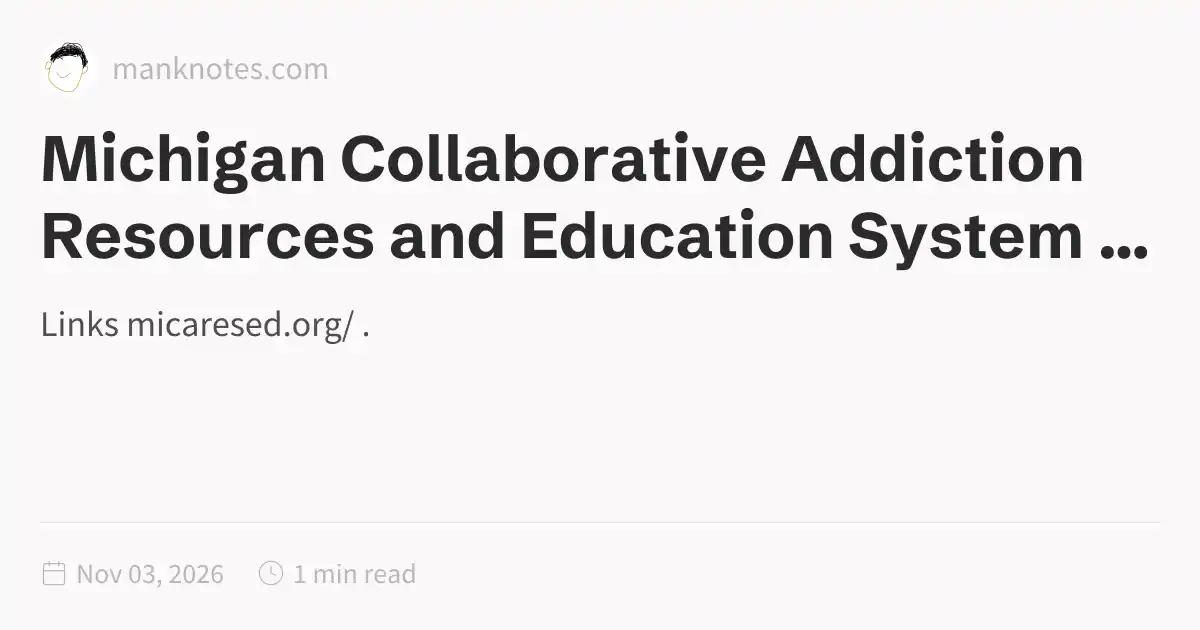 manknotes.com
Michigan Collaborative Addiction
Resources and Education System ...
Links micaresed.org/ .
Nov 03, 2026 1 min read